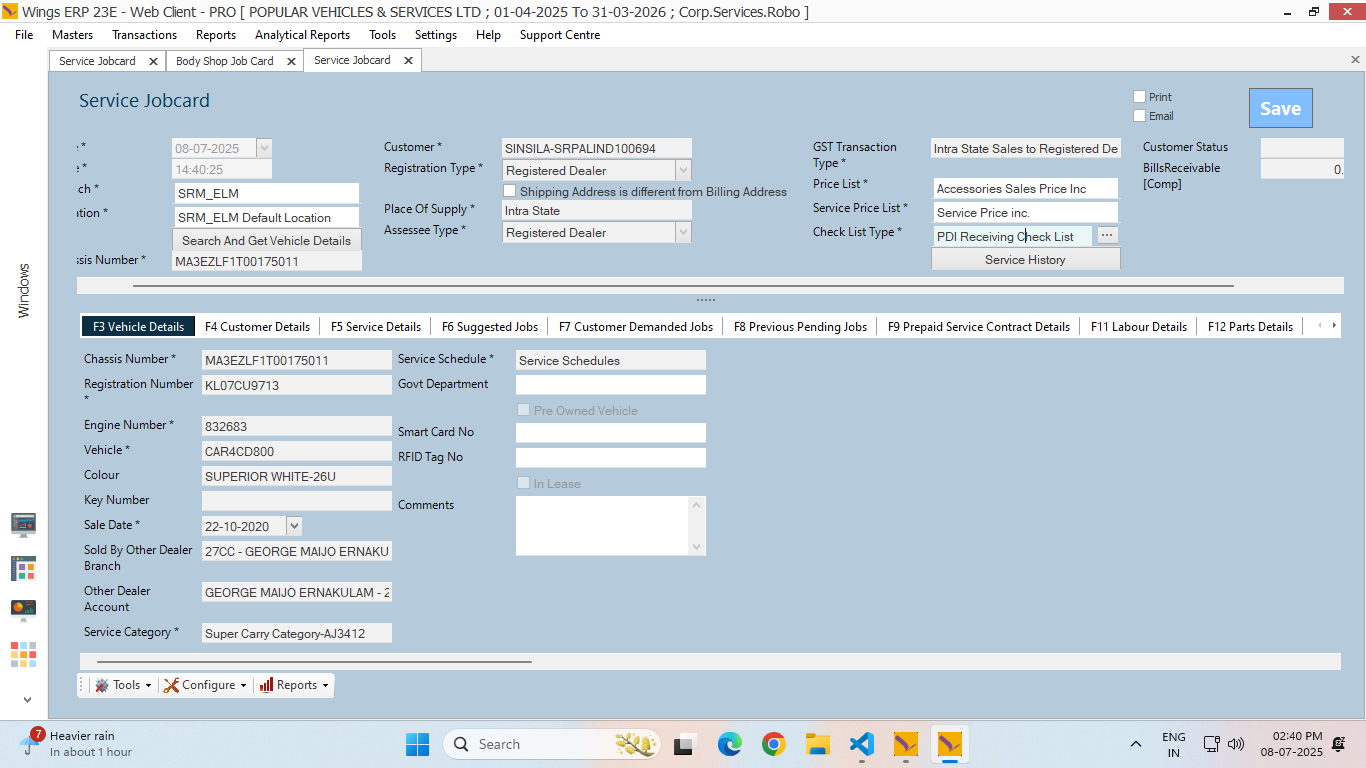 Wings ERP 23E - Web Client - PRO [ POPULAR VEHICLES & SERVICES LTD ; 01-04-2025 To 31-03-2026 ; Corp.Services.Robo ]
File Masters Transactions Reports Analytical Reports Tools Settings Help Support Centre
Service Jobcard Body Shop Job Card Service Jobcard
Windows
Service Jobcard
Print
Email
Save
* 08-07-2025
* 14:40:25
ch * SRM_ELM
ation * SRM_ELM Default Location
Search And Get Vehicle Details
ssis Number * MA3EZLF1T00175011
Customer * SINSILA-SRPALIND100694
Registration Type * Registered Dealer
Shipping Address is different from Billing Address
Place Of Supply * Intra State
Assessee Type * Registered Dealer
GST Transaction Type * Intra State Sales to Registered De
Price List * Accessories Sales Price Inc
Service Price List * Service Price inc.
Check List Type * PDI Receiving Check List ...
Service History
Customer Status
BillsReceivable [Comp] 0.
F3 Vehicle Details F4 Customer Details F5 Service Details F6 Suggested Jobs F7 Customer Demanded Jobs F8 Previous Pending Jobs F9 Prepaid Service Contract Details F11 Labour Details F12 Parts Details
Chassis Number * MA3EZLF1T00175011
Registration Number * KL07CU9713
Engine Number * 832683
Vehicle * CAR4CD800
Colour SUPERIOR WHITE-26U
Key Number
Sale Date * 22-10-2020
Sold By Other Dealer Branch 27CC - GEORGE MAIJO ERNAKU
Other Dealer Account GEORGE MAIJO ERNAKULAM - 2
Service Category * Super Carry Category-AJ3412
Service Schedule * Service Schedules
Govt Department
Pre Owned Vehicle
Smart Card No
RFID Tag No
In Lease
Comments
Tools Configure Reports
7
Heavier rain
In about 1 hour
Search
ENG
IN
02:40 PM
08-07-2025